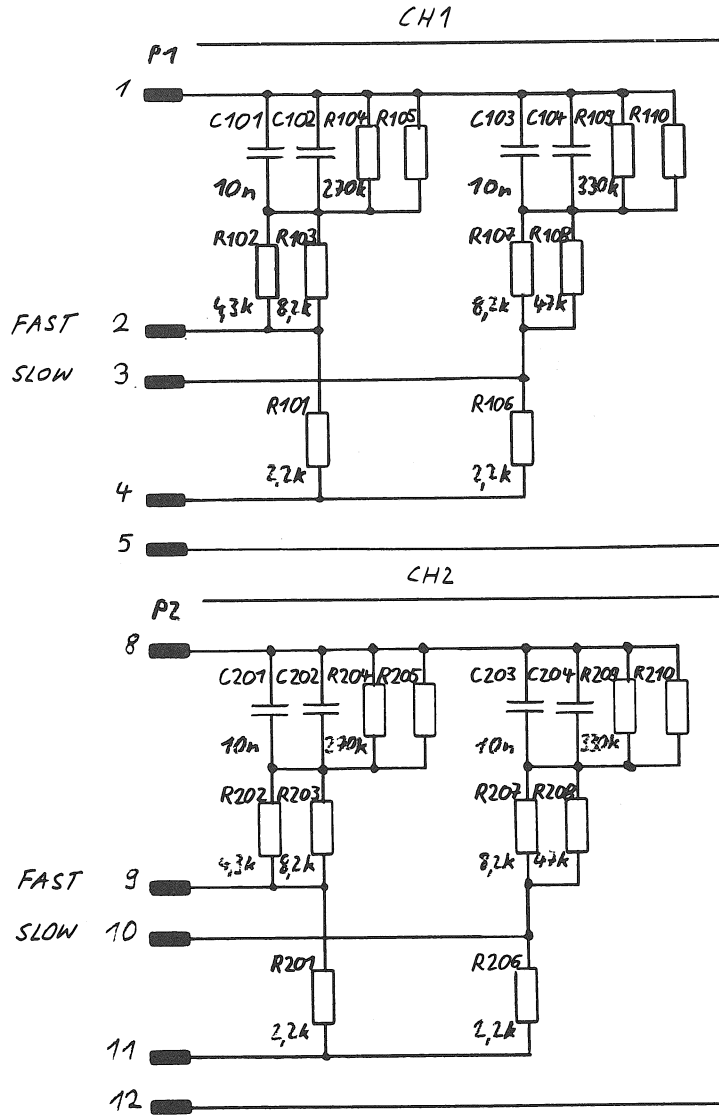 CH1
P1
1
C101 C102 R104 R105 C103 C104 R109 R110
10n 270k 10n 330k
R102 R103 R107 R108
4,3k 8,2k 8,2k 47k
FAST 2
SLOW 3
R101 R106
2,2k 2,2k
4
5
CH2
P2
8
C201 C202 R204 R205 C203 C204 R209 R210
10n 270k 10n 330k
R202 R203 R207 R208
4,3k 8,2k 8,2k 47k
FAST 9
SLOW 10
R201 R206
2,2k 2,2k
11
12